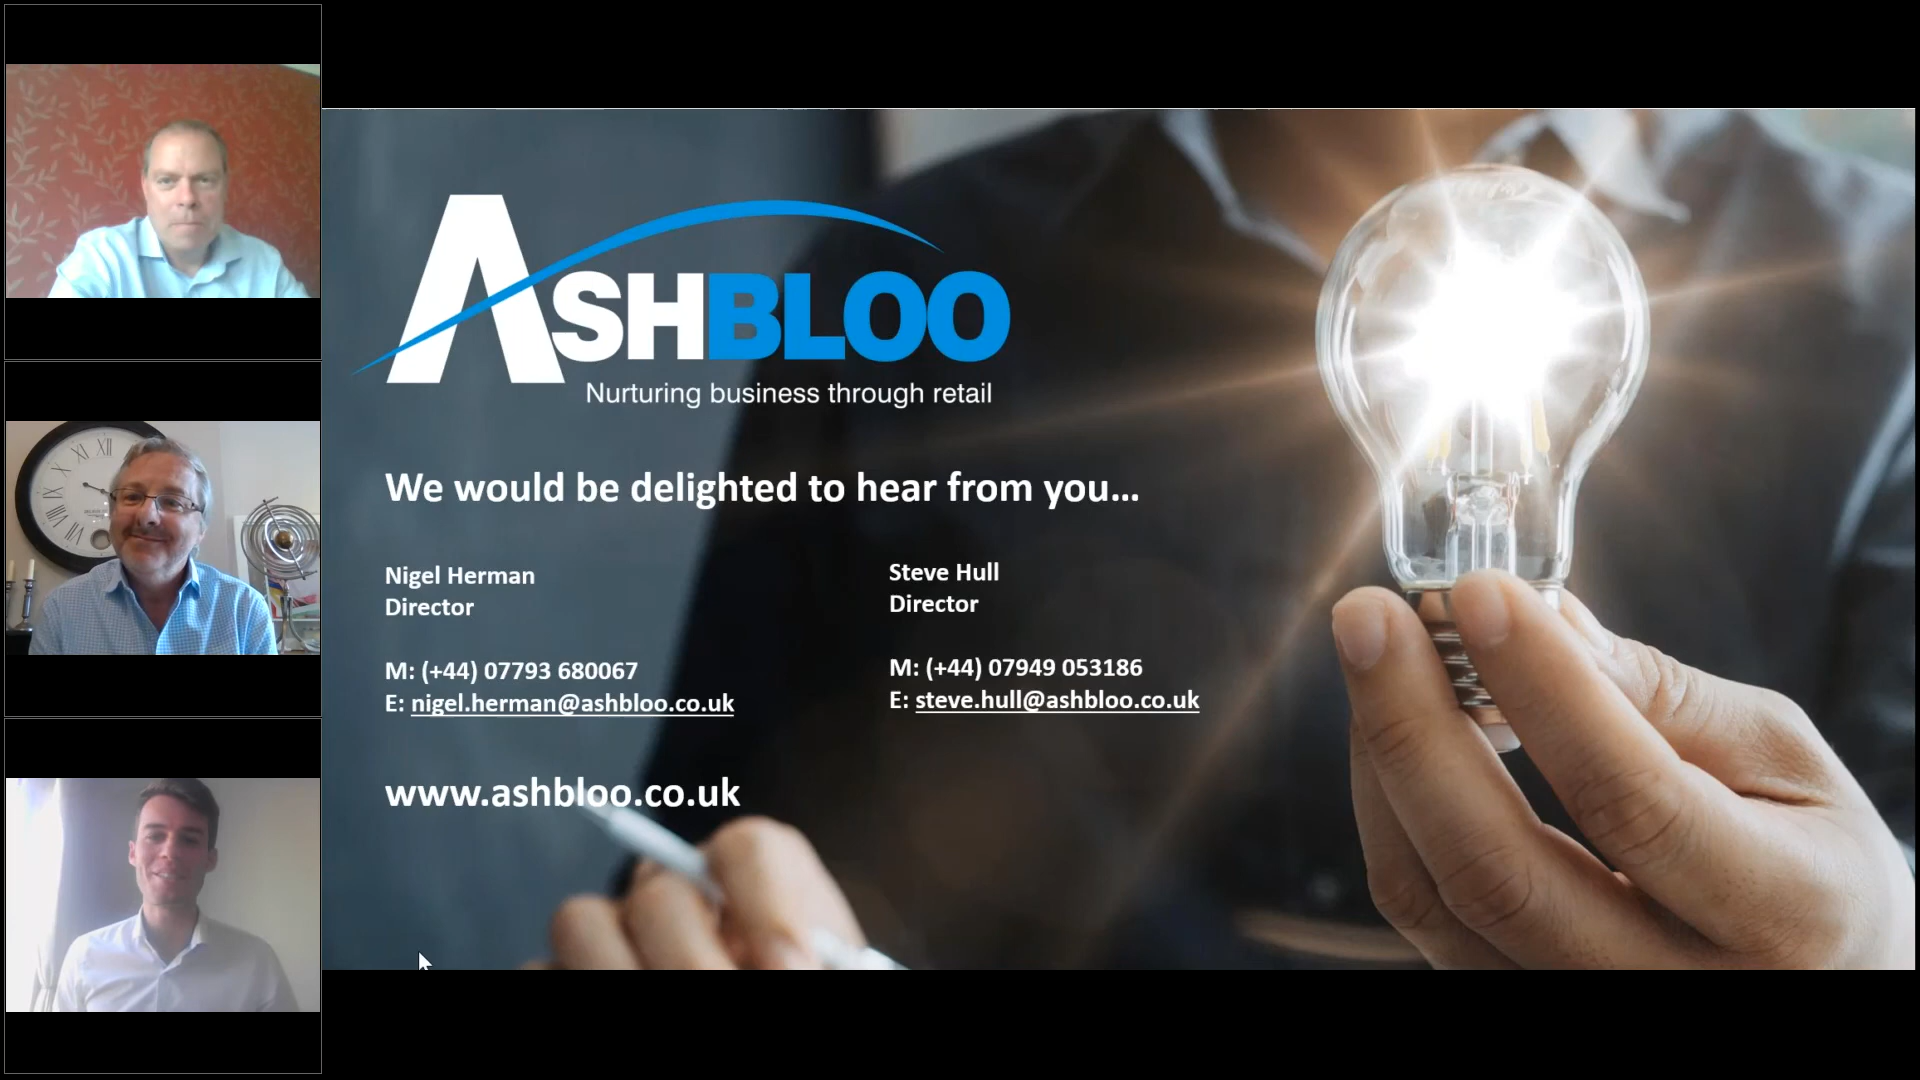 ASHBLOO
Nurturing business through retail
We would be delighted to hear from you...
Nigel Herman
Director
M: (+44) 07793 680067
E: nigel.herman@ashbloo.co.uk
Steve Hull
Director
M: (+44) 07949 053186
E: steve.hull@ashbloo.co.uk
www.ashbloo.co.uk